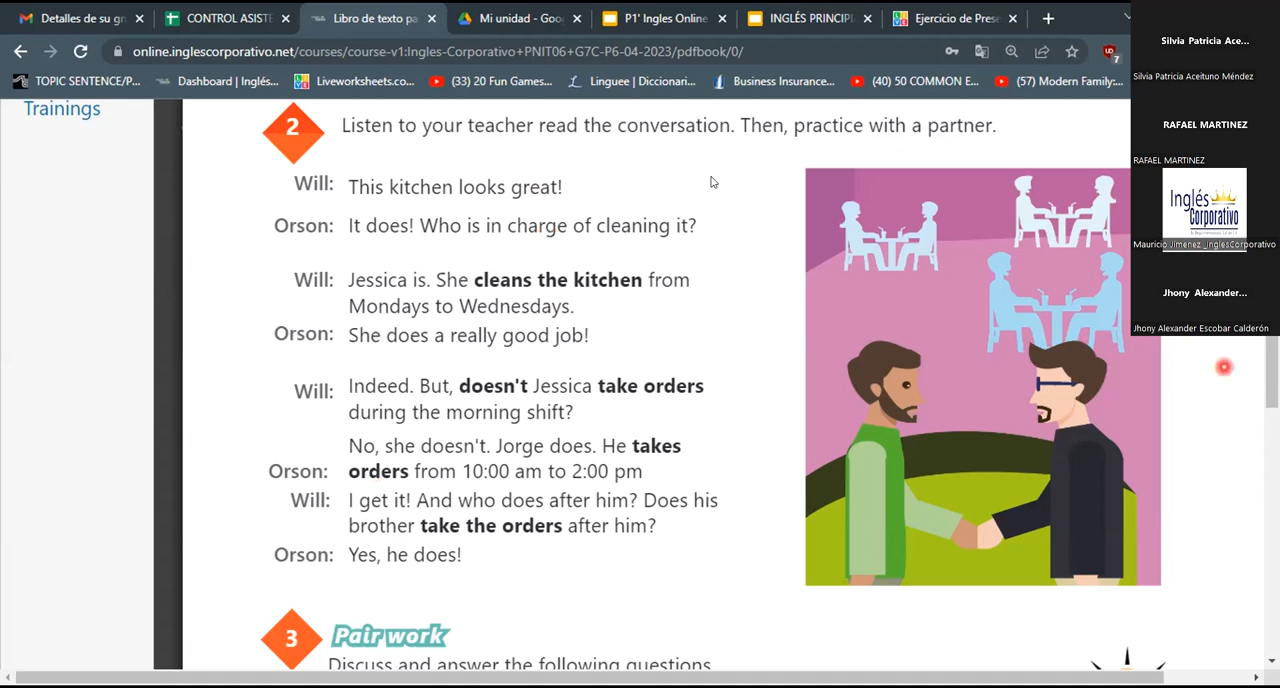 Detalles de su gr
CONTROL ASISTE
Libro de texto pa
Mi unidad - Goo
P1' Ingles Online
INGLÉS PRINCIPI
Ejercicio de Prese
online.inglescorporativo.net/courses/course-v1:Ingles-Corporativo+PNIT06+G7C-P6-04-2023/pdfbook/0/
7
TOPIC SENTENCE/P...
Dashboard | Inglés...
Liveworksheets.co...
(33) 20 Fun Games...
Linguee | Diccionari...
Business Insurance...
(40) 50 COMMON E...
(57) Modern Family:...
Silvia Patricia Ace...
Silvia Patricia Aceituno Méndez
RAFAEL MARTINEZ
RAFAEL MARTINEZ
Inglés
Corporativo
Mauricio Jimenez _InglesCorporativo
Jhony Alexander...
Jhony Alexander Escobar Calderón
Trainings
2 Listen to your teacher read the conversation. Then, practice with a partner.
Will: This kitchen looks great!
Orson: It does! Who is in charge of cleaning it?
Will: Jessica is. She cleans the kitchen from
Mondays to Wednesdays.
Orson: She does a really good job!
Will: Indeed. But, doesn't Jessica take orders
during the morning shift?
No, she doesn't. Jorge does. He takes
Orson: orders from 10:00 am to 2:00 pm
Will: I get it! And who does after him? Does his
brother take the orders after him?
Orson: Yes, he does!
3 Pair work
Discuss and answer the following questions